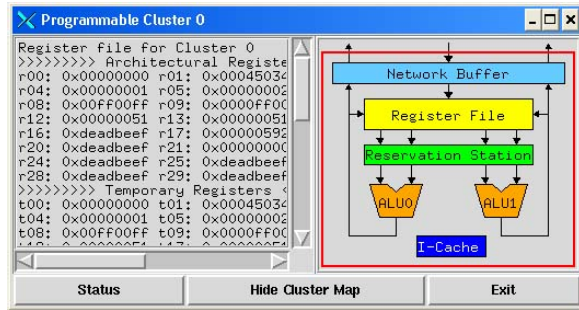 Programmable Cluster 0
Register file for Cluster 0
>>>>>>>>> Architectural Registe
r00: 0x00000000 r01: 0x00045034
r04: 0x00000001 r05: 0x00000002
r08: 0x00ff00ff r09: 0x0000ff00
r12: 0x00000051 r13: 0x00000051
r16: 0xdeadbeef r17: 0x00000592
r20: 0xdeadbeef r21: 0x00000000
r24: 0xdeadbeef r25: 0xdeadbeef
r28: 0xdeadbeef r29: 0xdeadbeef
>>>>>>>>> Temporary Registers <
t00: 0x00000000 t01: 0x00045034
t04: 0x00000001 t05: 0x00000002
t08: 0x00ff00ff t09: 0x0000ff00
Network Buffer
Register File
Reservation Station
ALU0 ALU1
I-Cache
Status Hide Cluster Map Exit